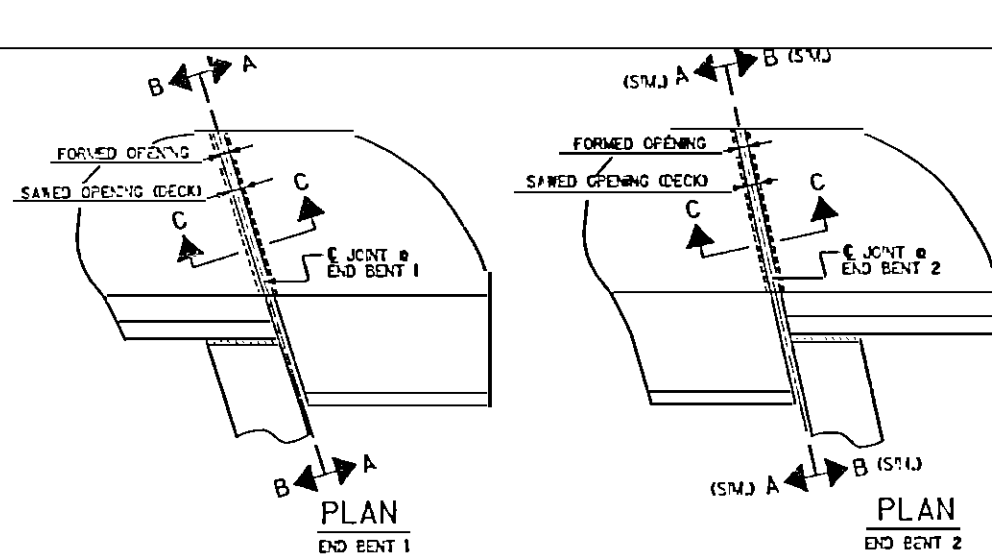 B A
FORMED OPENING
SAWED OPENING (DECK)
C
C
℄ JOINT @
END BENT 1
B A
PLAN
END BENT 1
(SIM.) A B (SIM.)
FORMED OPENING
SAWED OPENING (DECK)
C
C
℄ JOINT @
END BENT 2
(SIM.) A B (SIM.)
PLAN
END BENT 2